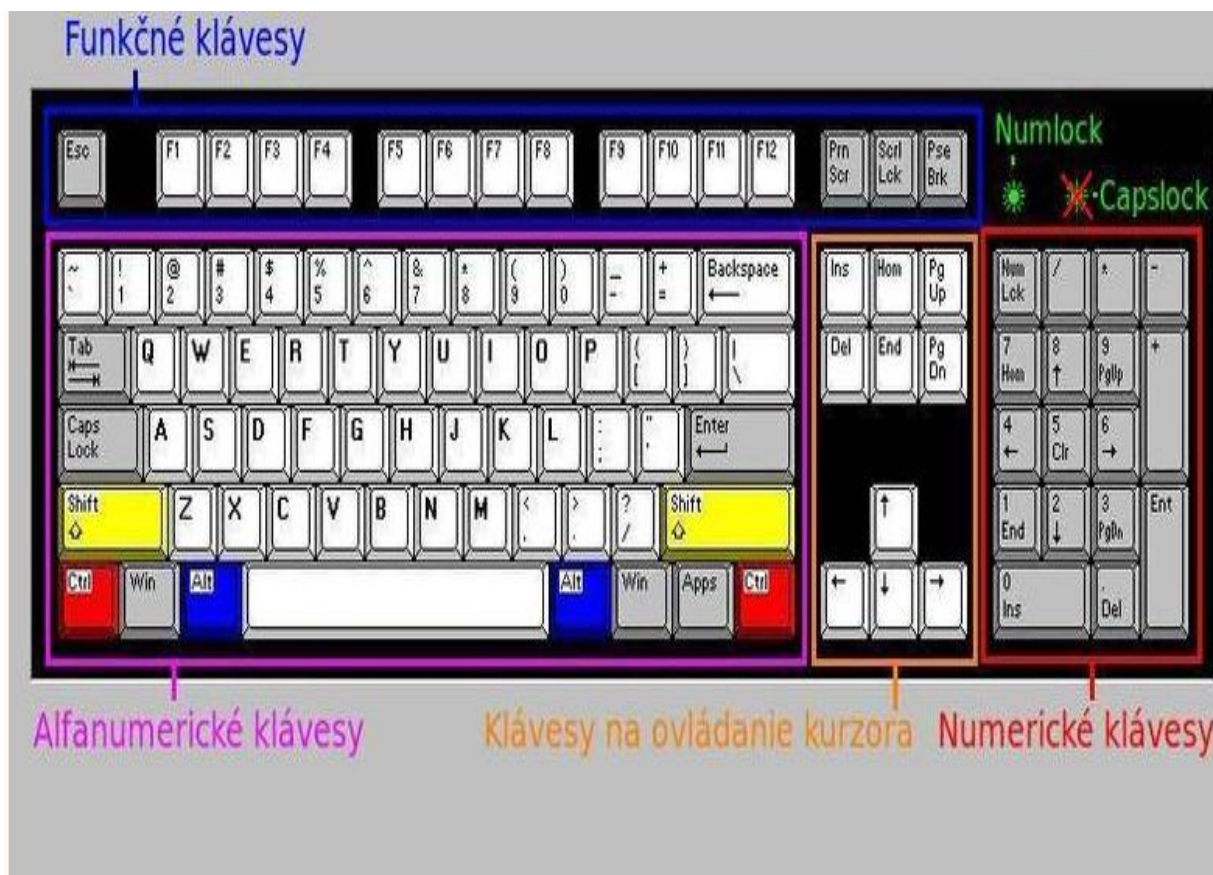 Funkčné klávesy
Esc F1 F2 F3 F4 F5 F6 F7 F8 F9 F10 F11 F12 Prn Scr Scrl Lck Pse Brk
Numlock
Capslock
~ ` ! 1 @ 2 # 3 $ 4 % 5 ^ 6 & 7 * 8 ( 9 ) 0 _ - + = Backspace ←
Ins Hom Pg Up
Num Lok / * -
Tab Q W E R T Y U I O P { [ } ] | \
Del End Pg Dn
7 Hom 8 ↑ 9 PgUp +
Caps Lock A S D F G H J K L : ; " ' Enter
4 ← 5 Clr 6 →
Shift Z X C V B N M < , > . ? / Shift
↑
1 End 2 ↓ 3 PgDn Ent
Ctrl Win Alt Alt Win Apps Ctrl
← ↓ →
0 Ins . Del
Alfanumerické klávesy
Klávesy na ovládanie kurzora
Numerické klávesy